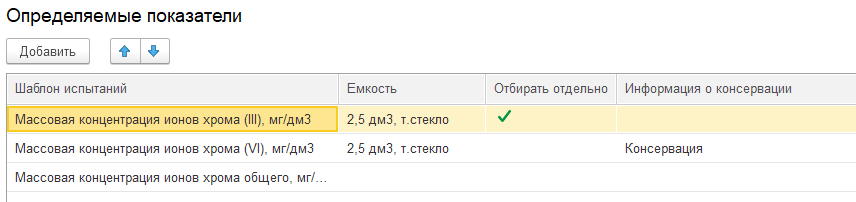 Определяемые показатели
Добавить
Шаблон испытаний Емкость Отбирать отдельно Информация о консервации
Массовая концентрация ионов хрома (III), мг/дм3 2,5 дм3, т.стекло
Массовая концентрация ионов хрома (VI), мг/дм3 2,5 дм3, т.стекло Консервация
Массовая концентрация ионов хрома общего, мг/...